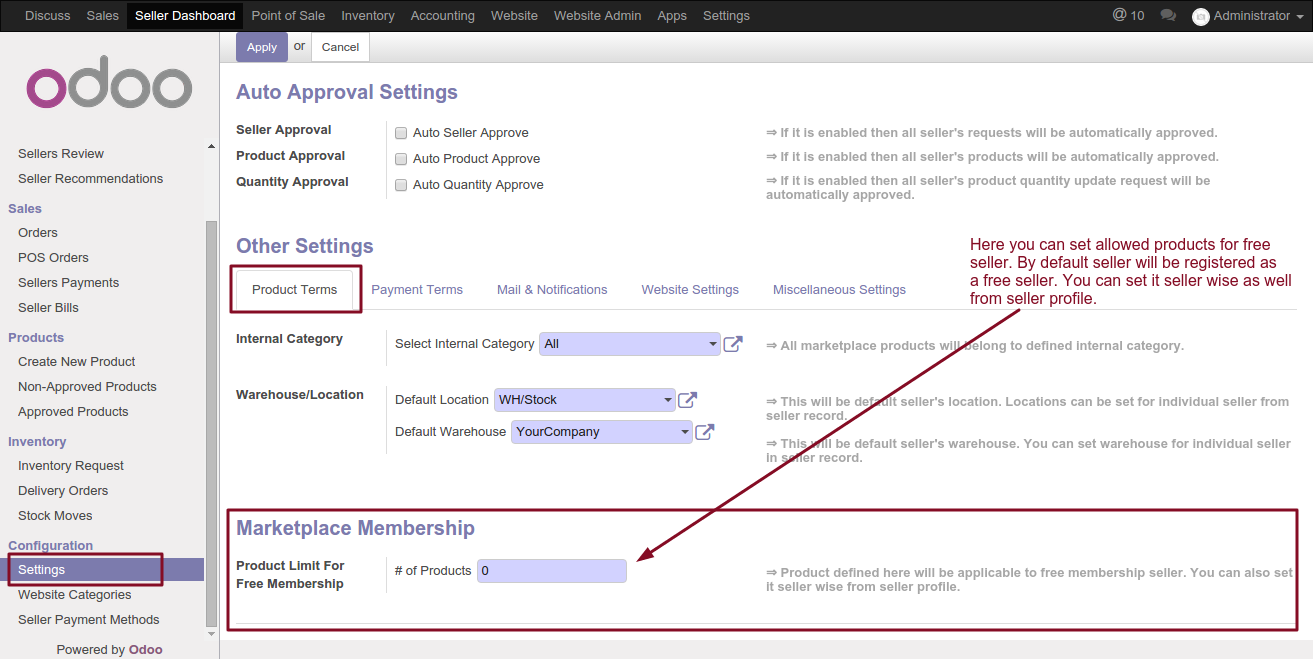 Discuss Sales Seller Dashboard Point of Sale Inventory Accounting Website Website Admin Apps Settings @ 10 Administrator
odoo
Sellers Review
Seller Recommendations
Sales
Orders
POS Orders
Sellers Payments
Seller Bills
Products
Create New Product
Non-Approved Products
Approved Products
Inventory
Inventory Request
Delivery Orders
Stock Moves
Configuration
Settings
Website Categories
Seller Payment Methods
Powered by Odoo
Apply or Cancel
Auto Approval Settings
Seller Approval Auto Seller Approve ⇒ If it is enabled then all seller's requests will be automatically approved.
Product Approval Auto Product Approve ⇒ If it is enabled then all seller's products will be automatically approved.
Quantity Approval Auto Quantity Approve ⇒ If it is enabled then all seller's product quantity update request will be
automatically approved.
Other Settings
Here you can set allowed products for free
seller. By default seller will be registered as
a free seller. You can set it seller wise as well
from seller profile.
Product Terms Payment Terms Mail & Notifications Website Settings Miscellaneous Settings
Internal Category Select Internal Category All ⇒ All marketplace products will belong to defined internal category.
Warehouse/Location Default Location WH/Stock ⇒ This will be default seller's location. Locations can be set for individual seller from
seller record.
Default Warehouse YourCompany ⇒ This will be default seller's warehouse. You can set warehouse for individual seller
in seller record.
Marketplace Membership
Product Limit For
Free Membership # of Products 0 ⇒ Product defined here will be applicable to free membership seller. You can also set
it seller wise from seller profile.